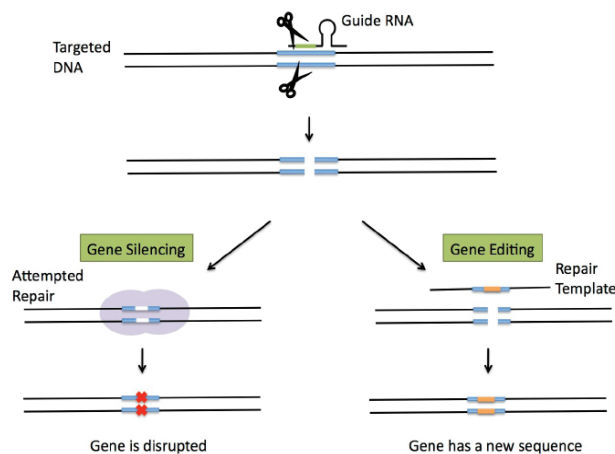 Guide RNA
Targeted
DNA
Gene Silencing
Gene Editing
Attempted
Repair
Repair
Template
Gene is disrupted
Gene has a new sequence